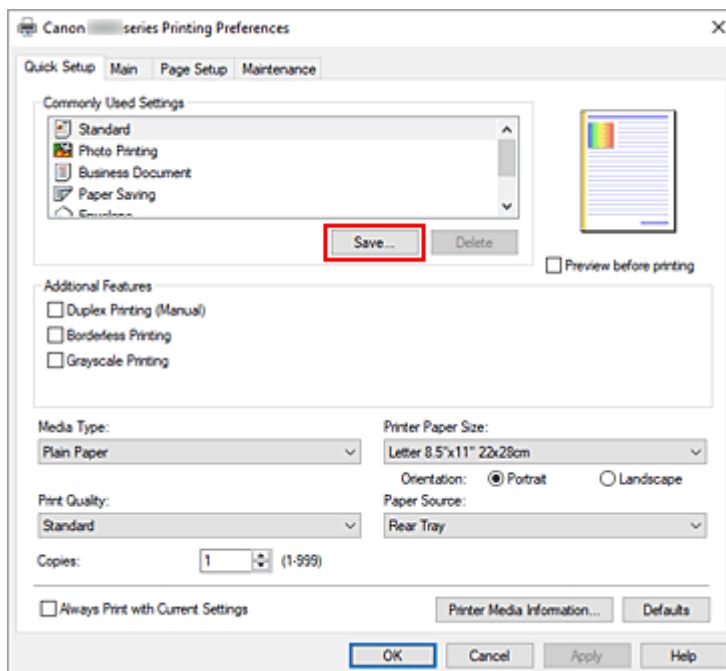 Canon series Printing Preferences
Quick Setup Main Page Setup Maintenance
Commonly Used Settings
Standard
Photo Printing
Business Document
Paper Saving
Envelope
Save... Delete
Preview before printing
Additional Features
Duplex Printing (Manual)
Borderless Printing
Grayscale Printing
Media Type: Printer Paper Size:
Plain Paper Letter 8.5"x11" 22x28cm
Orientation: Portrait Landscape
Print Quality: Paper Source:
Standard Rear Tray
Copies: 1 (1-999)
Always Print with Current Settings Printer Media Information... Defaults
OK Cancel Apply Help